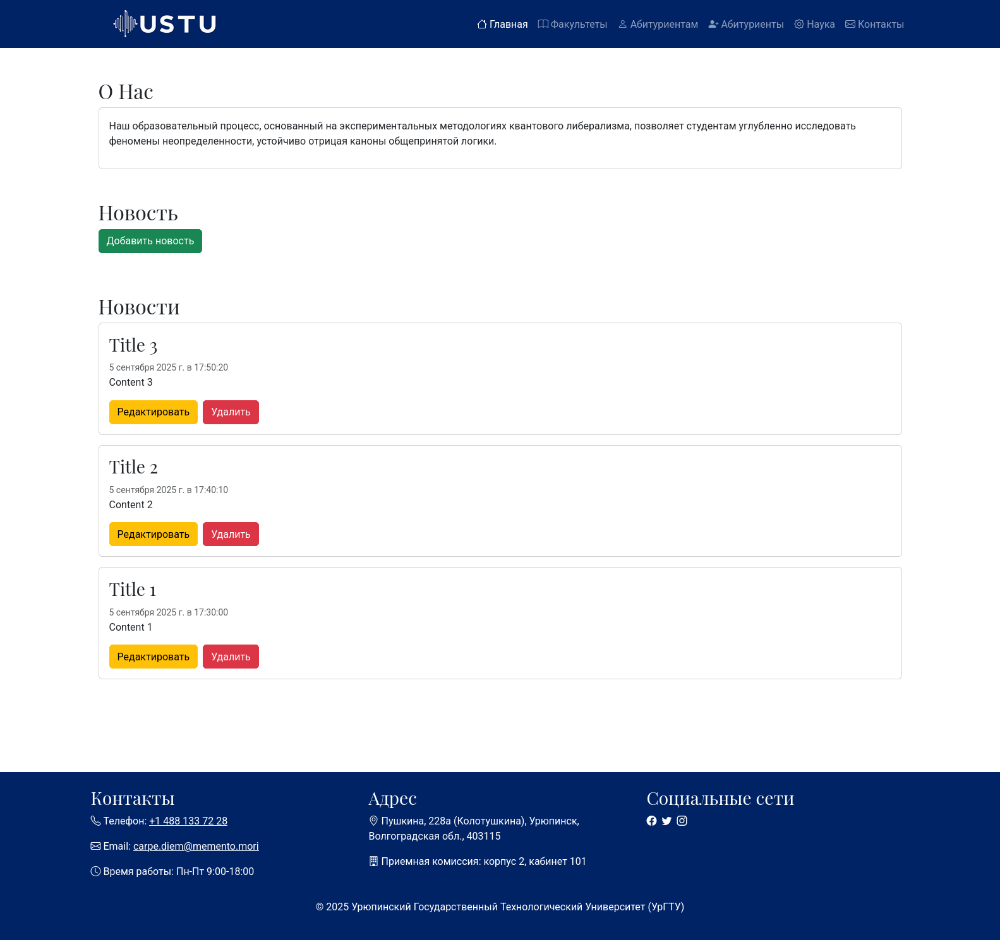 USTU
Главная Факультеты Абитуриентам Абитуриенты Наука Контакты
О Нас
Наш образовательный процесс, основанный на экспериментальных методологиях квантового либерализма, позволяет студентам углубленно исследовать
феномены неопределенности, устойчиво отрицая каноны общепринятой логики.
Новость
Добавить новость
Новости
Title 3
5 сентября 2025 г. в 17:50:20
Content 3
Редактировать Удалить
Title 2
5 сентября 2025 г. в 17:40:10
Content 2
Редактировать Удалить
Title 1
5 сентября 2025 г. в 17:30:00
Content 1
Редактировать Удалить
Контакты
Телефон: +1 488 133 72 28
Email: carpe.diem@memento.mori
Время работы: Пн-Пт 9:00-18:00
Адрес
Пушкина, 228а (Колотушкина), Урюпинск,
Волгоградская обл., 403115
Приемная комиссия: корпус 2, кабинет 101
Социальные сети
© 2025 Урюпинский Государственный Технологический Университет (УрГТУ)